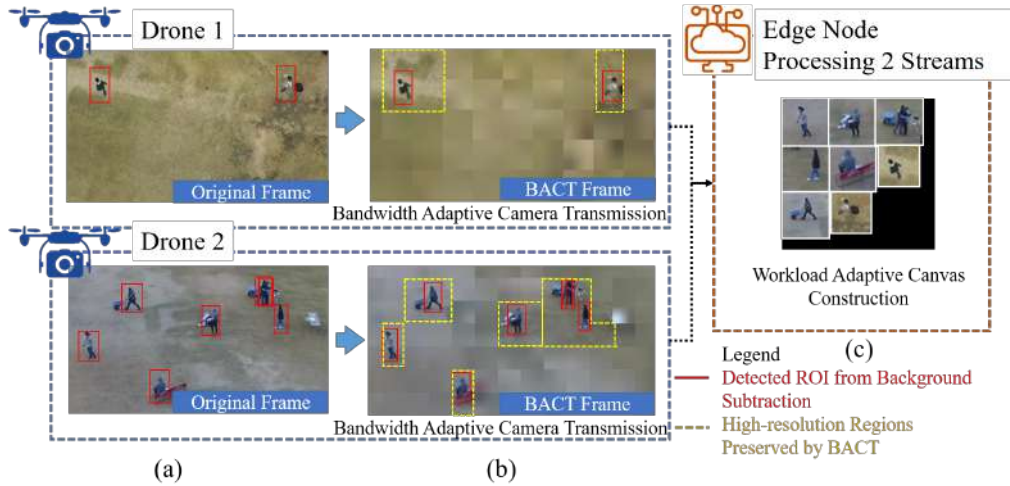 Drone 1
Original Frame
BACT Frame
Bandwidth Adaptive Camera Transmission
Drone 2
Original Frame
BACT Frame
Bandwidth Adaptive Camera Transmission
(a)
(b)
Edge Node
Processing 2 Streams
Workload Adaptive Canvas
Construction
(c)
Legend
Detected ROI from Background
Subtraction
High-resolution Regions
Preserved by BACT